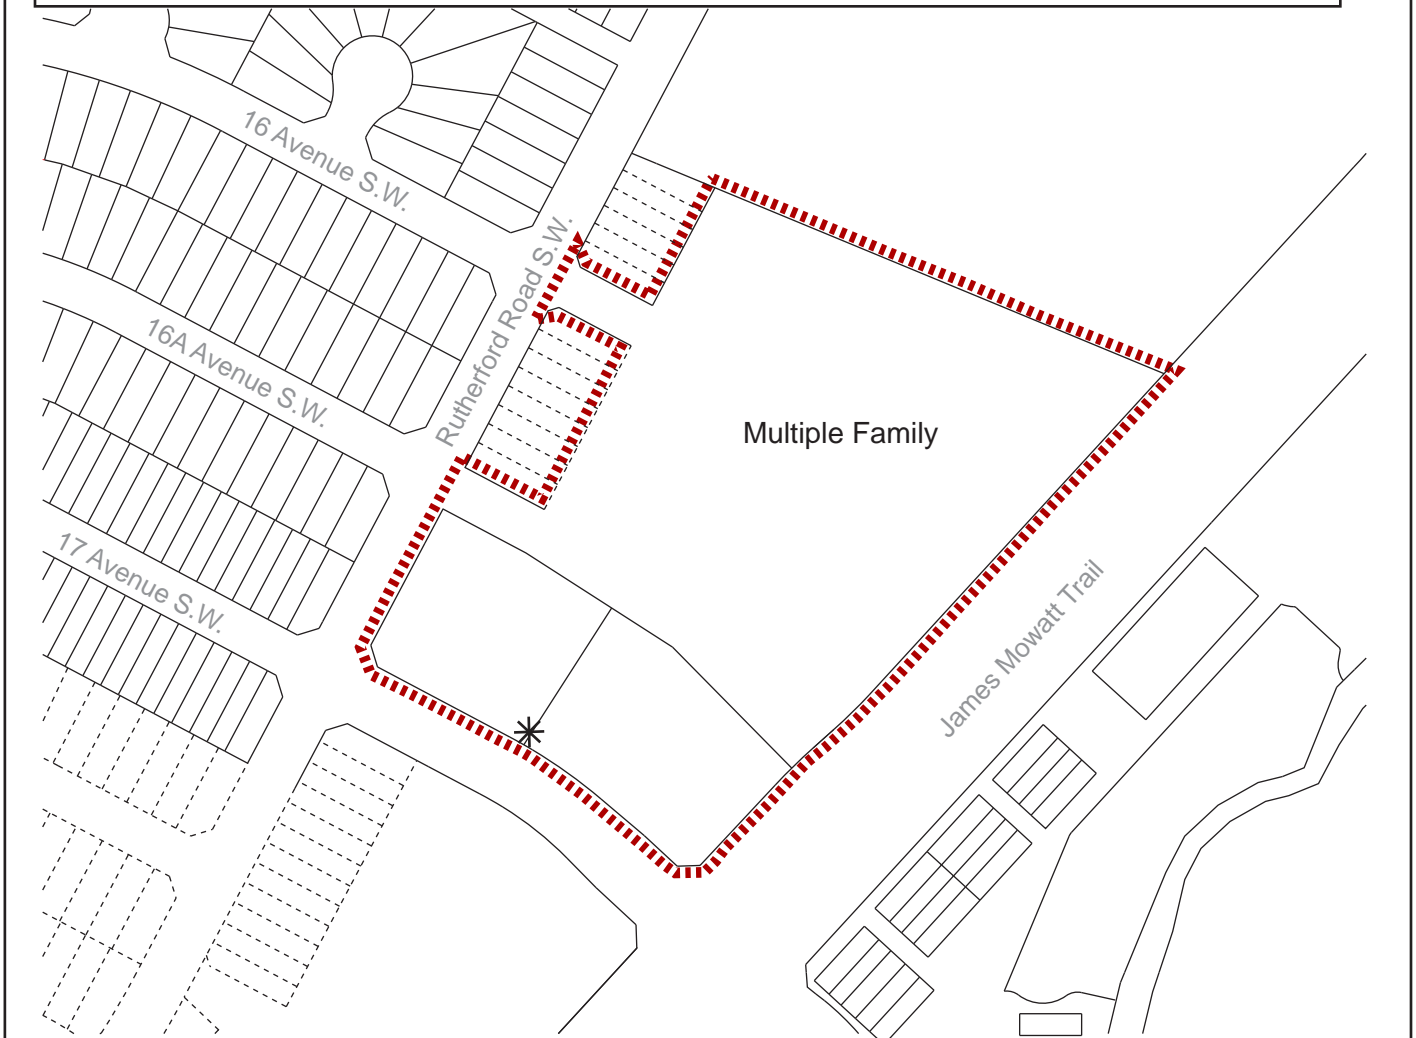 16 Avenue S.W.
Rutherford Road S.W.
16A Avenue S.W.
Multiple Family
17 Avenue S.W.
James Mowatt Trail